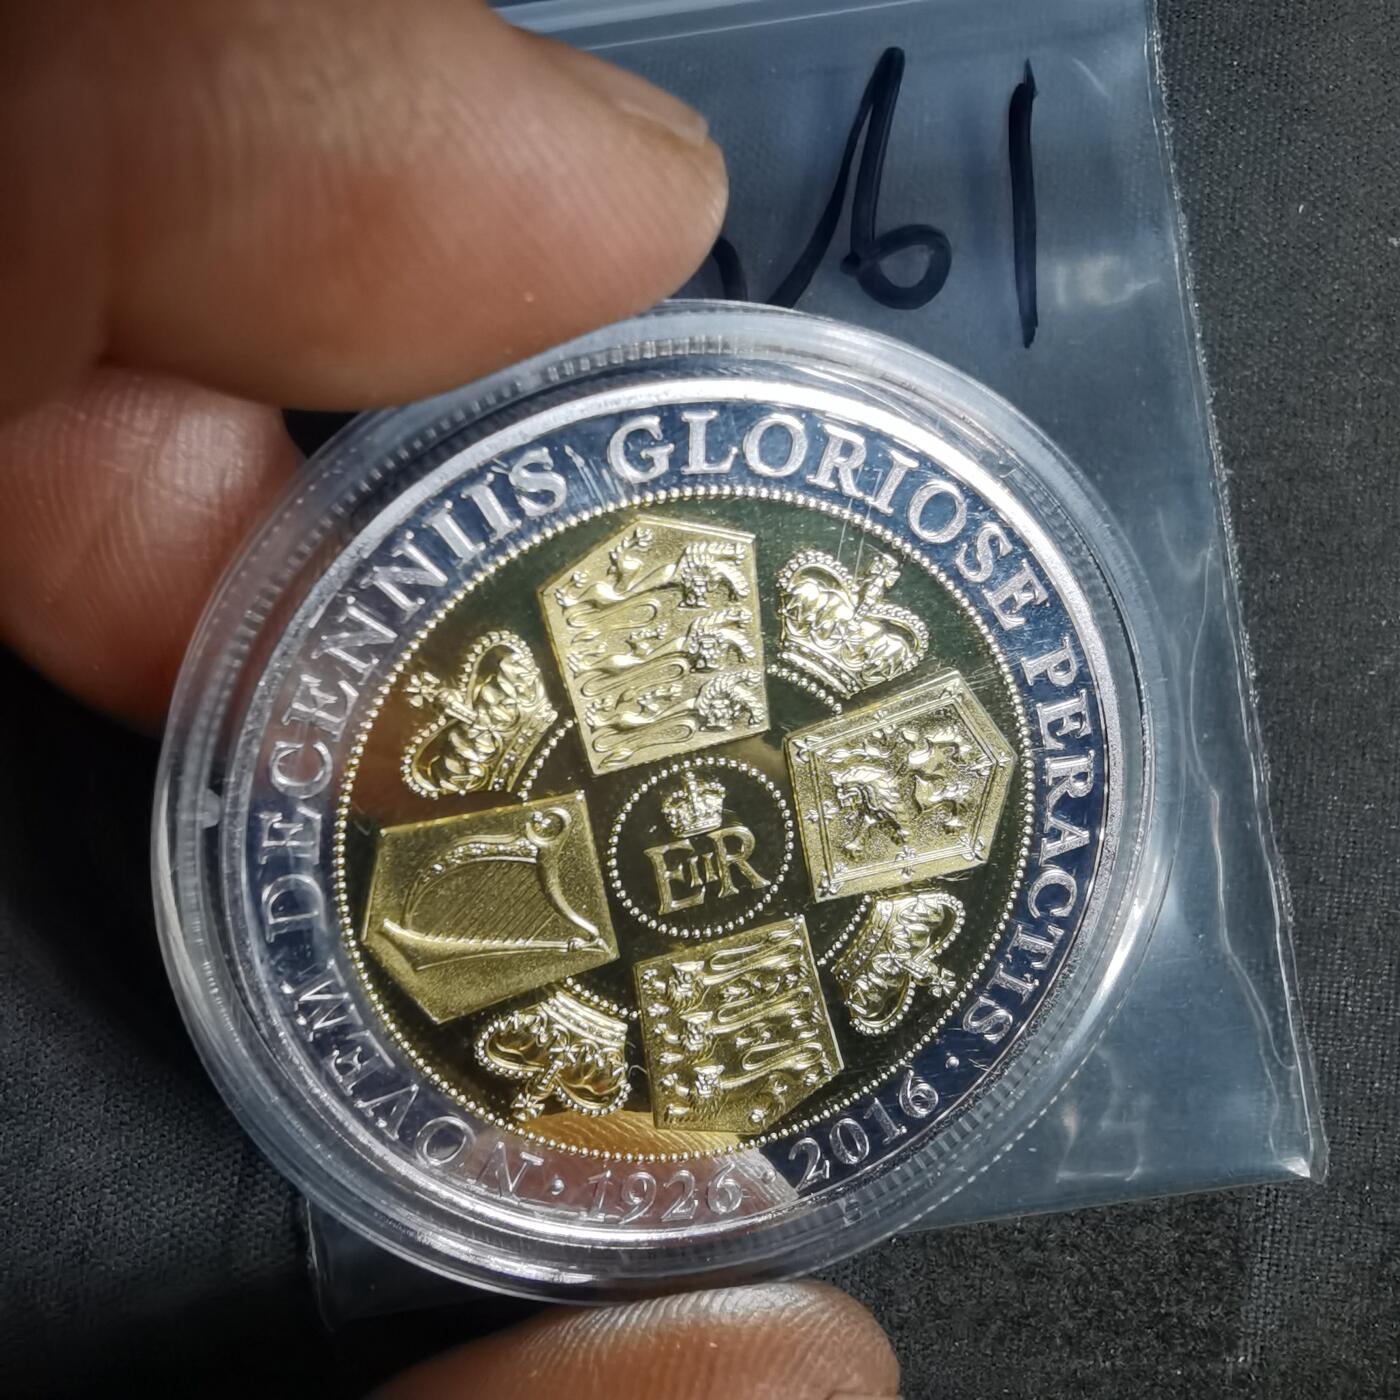 NOVEM DECENNIIS GLORIOSE PERACTIS · 2016 ·
· 1926 ·
EIIR